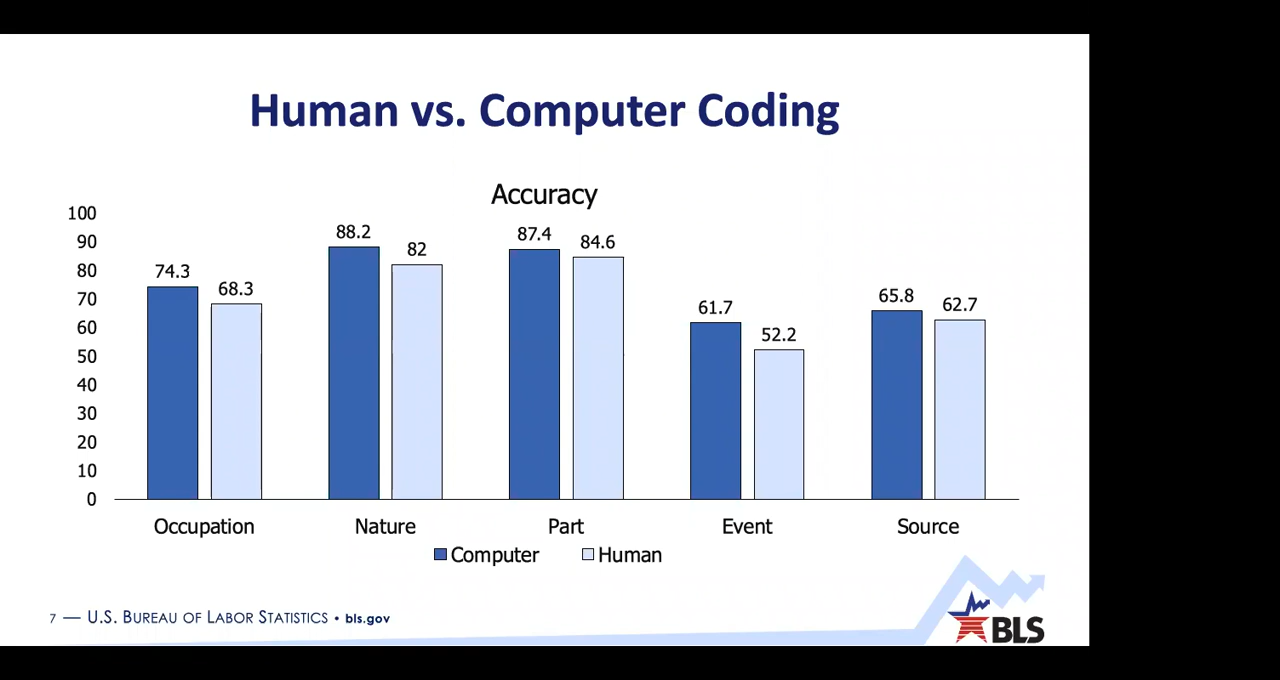 Human vs. Computer Coding
Accuracy
100
90
80
70
60
50
40
30
20
10
0
74.3
68.3
88.2
82
87.4
84.6
61.7
52.2
65.8
62.7
Occupation
Nature
Part
Event
Source
Computer
Human
7 — U.S. BUREAU OF LABOR STATISTICS • bls.gov
BLS